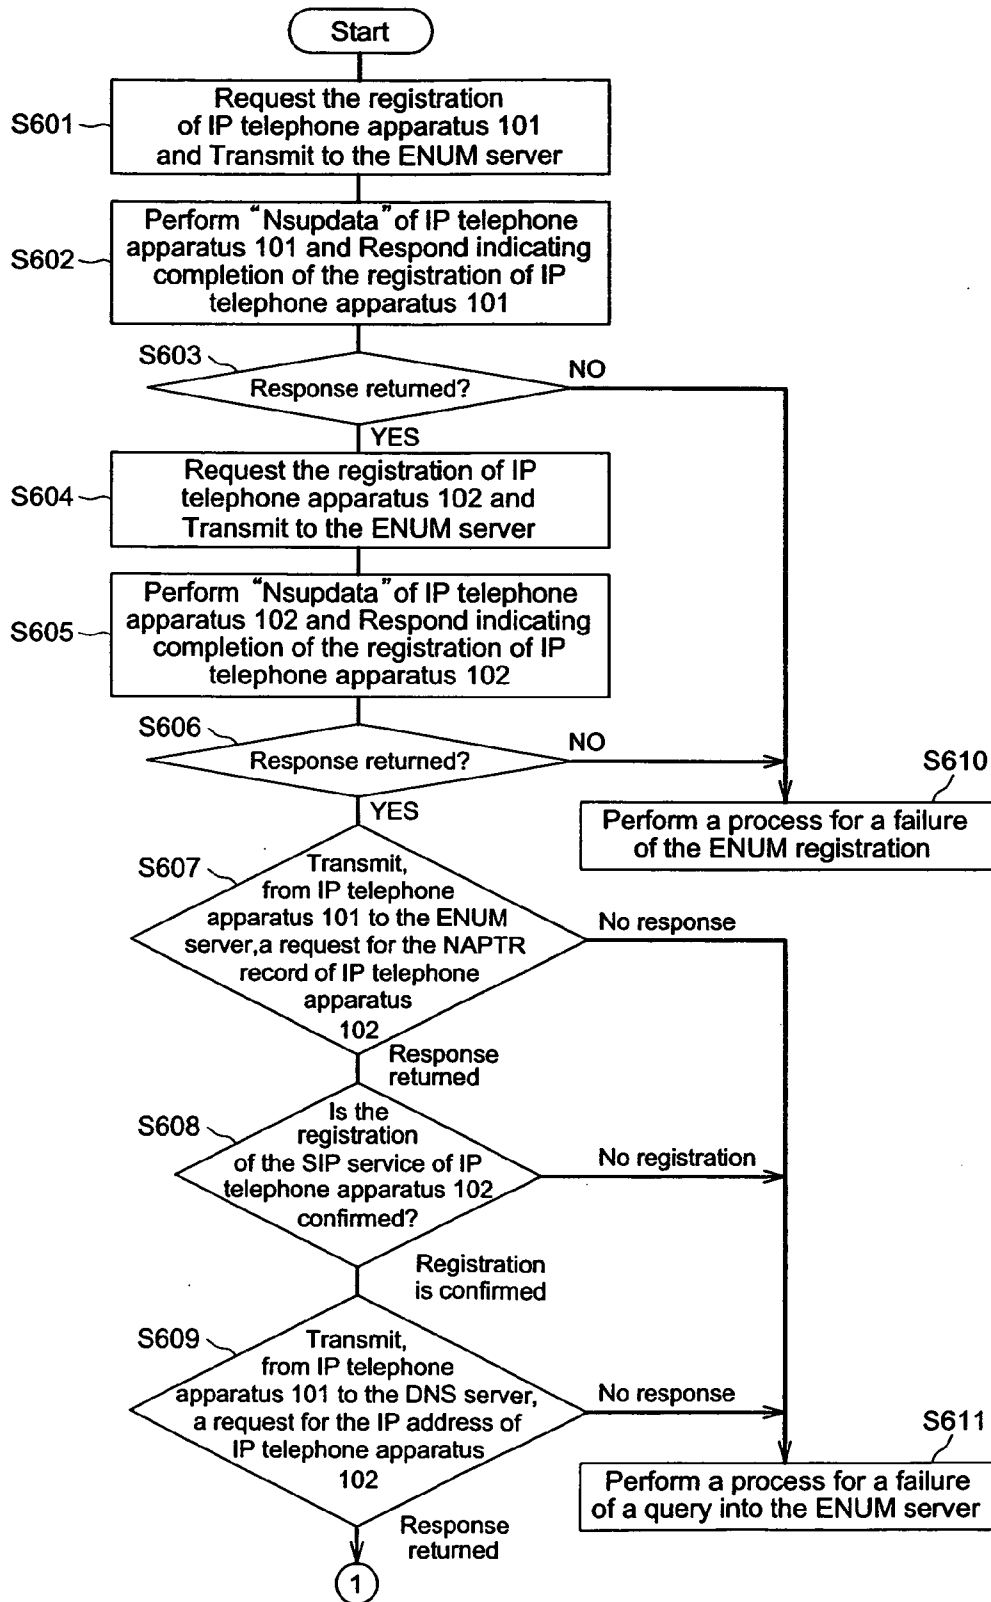 Start
S601
Request the registration
of IP telephone apparatus 101
and Transmit to the ENUM server
S602
Perform “Nsupdata” of IP telephone
apparatus 101 and Respond indicating
completion of the registration of IP
telephone apparatus 101
S603
Response returned?
NO
YES
S604
Request the registration of IP
telephone apparatus 102 and
Transmit to the ENUM server
S605
Perform “Nsupdata” of IP telephone
apparatus 102 and Respond indicating
completion of the registration of IP
telephone apparatus 102
S606
Response returned?
NO
YES
S610
Perform a process for a failure
of the ENUM registration
S607
Transmit,
from IP telephone
apparatus 101 to the ENUM
server,a request for the NAPTR
record of IP telephone
apparatus
102
No response
Response
returned
S608
Is the
registration
of the SIP service of IP
telephone apparatus 102
confirmed?
No registration
Registration
is confirmed
S609
Transmit,
from IP telephone
apparatus 101 to the DNS server,
a request for the IP address of
IP telephone apparatus
102
No response
S611
Perform a process for a failure
of a query into the ENUM server
Response
returned
1